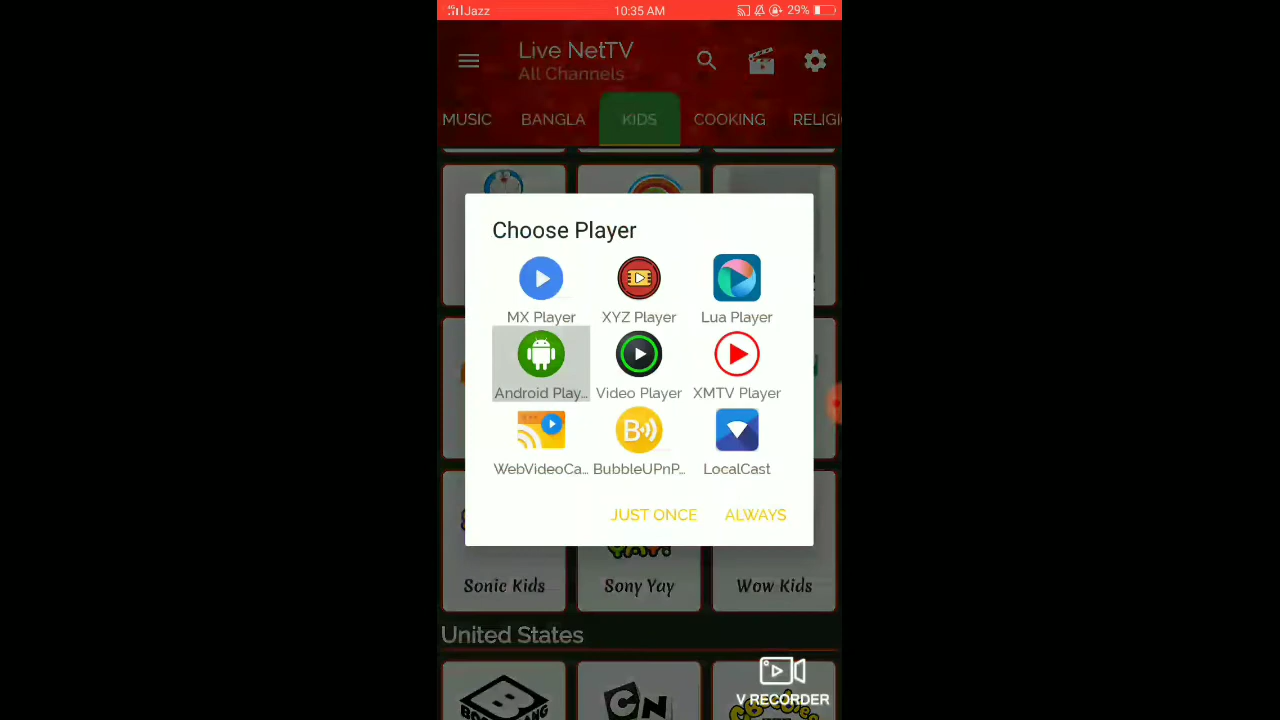 Jazz 10:35 AM 29%
Live NetTV
All Channels
MUSIC BANGLA KIDS COOKING RELIGI
Choose Player
MX Player XYZ Player Lua Player
Android Play... Video Player XMTV Player
WebVideoCa... BubbleUPnP... LocalCast
JUST ONCE ALWAYS
YAY!
Sonic Kids Sony Yay Wow Kids
United States
CN
V RECORDER